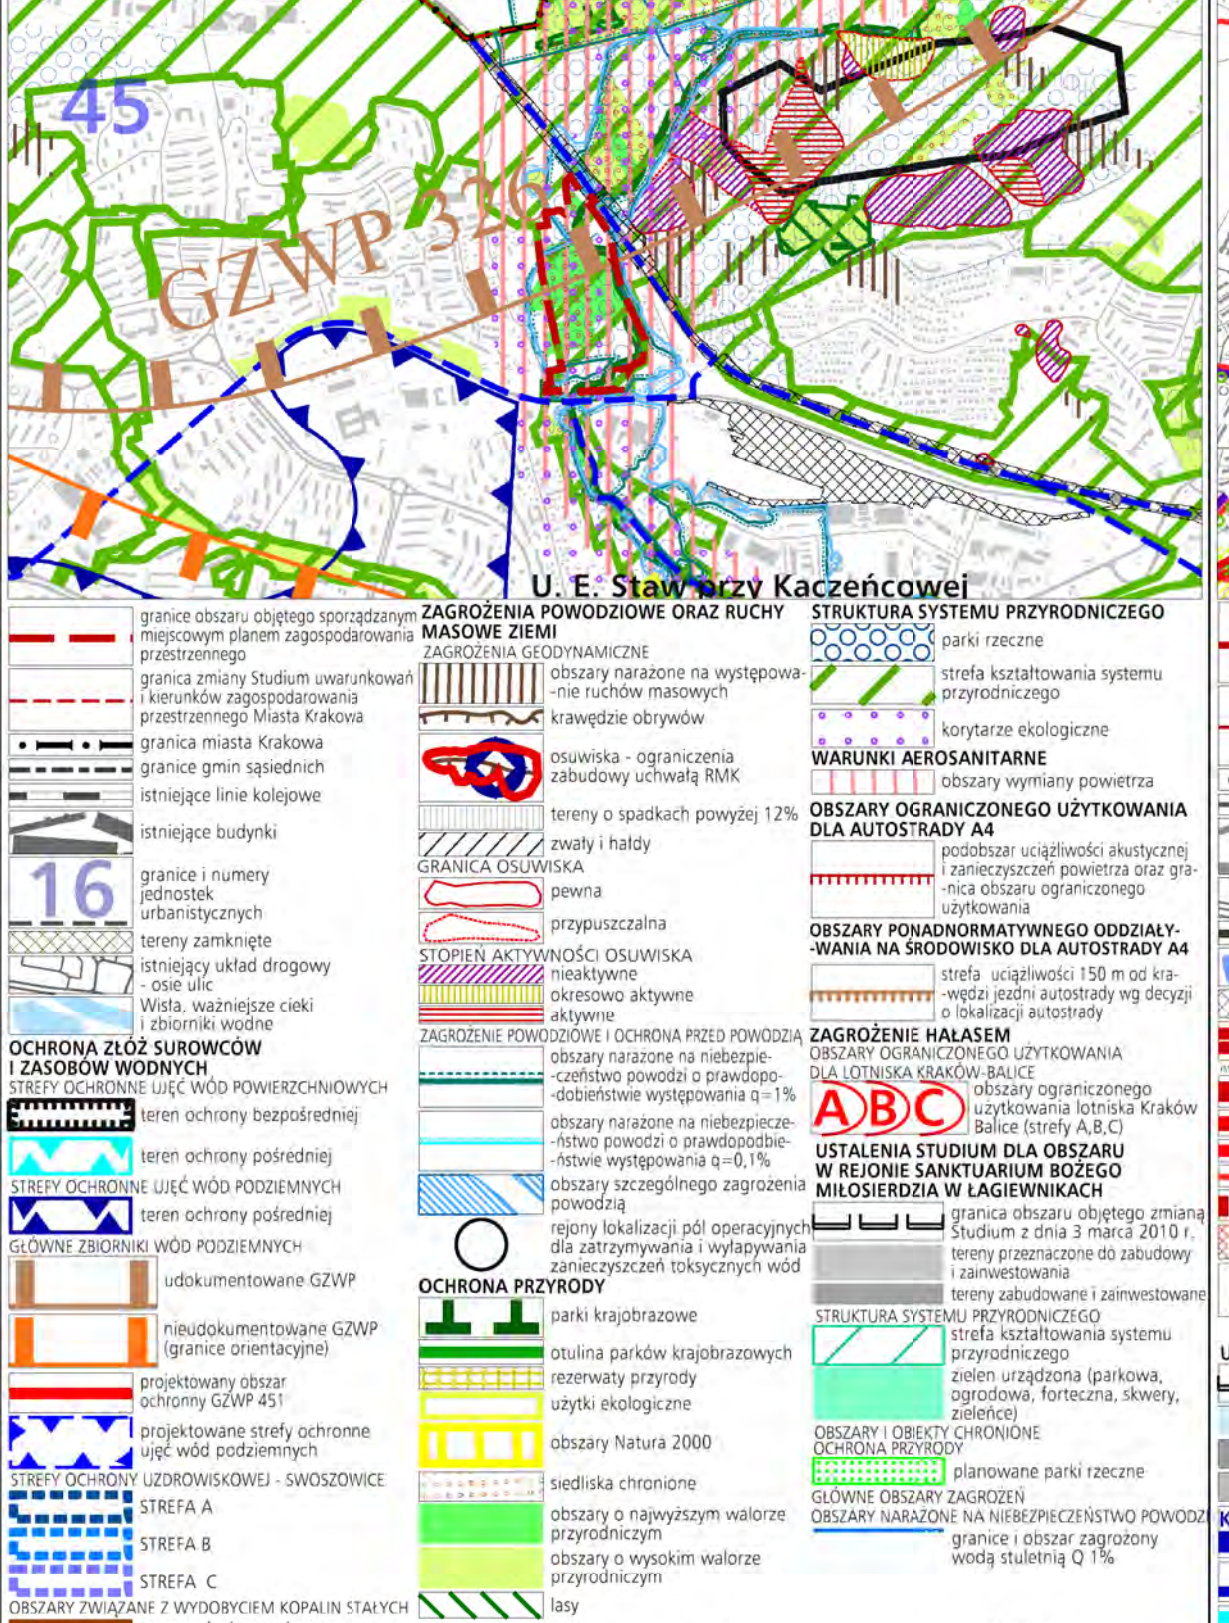 45
GZWP 326
U. E. Staw przy Kaczeńcowej
granice obszaru objętego sporządzanym
miejscowym planem zagospodarowania
przestrzennego
granica zmiany Studium uwarunkowań
i kierunków zagospodarowania
przestrzennego Miasta Krakowa
granica miasta Krakowa
granice gmin sąsiednich
istniejące linie kolejowe
istniejące budynki
16
granice i numery
jednostek
urbanistycznych
tereny zamknięte
istniejący układ drogowy
- osie ulic
Wisła, ważniejsze cieki
i zbiorniki wodne
OCHRONA ZŁÓŻ SUROWCÓW
I ZASOBÓW WODNYCH
STREFY OCHRONNE UJĘĆ WÓD POWIERZCHNIOWYCH
teren ochrony bezpośredniej
teren ochrony pośredniej
STREFY OCHRONNE UJĘĆ WÓD PODZIEMNYCH
teren ochrony pośredniej
GŁÓWNE ZBIORNIKI WÓD PODZIEMNYCH
udokumentowane GZWP
nieudokumentowane GZWP
(granice orientacyjne)
projektowany obszar
ochronny GZWP 451
projektowane strefy ochronne
ujęć wód podziemnych
STREFY OCHRONY UZDROWISKOWEJ - SWOSZOWICE
STREFA A
STREFA B
STREFA C
OBSZARY ZWIĄZANE Z WYDOBYCIEM KOPALIN STAŁYCH
ZAGROŻENIA POWODZIOWE ORAZ RUCHY
MASOWE ZIEMI
ZAGROŻENIA GEODYNAMICZNE
obszary narażone na występowa-
-nie ruchów masowych
krawędzie obrywów
osuwiska - ograniczenia
zabudowy uchwałą RMK
tereny o spadkach powyżej 12%
zwały i hałdy
GRANICA OSUWISKA
pewna
przypuszczalna
STOPIEŃ AKTYWNOŚCI OSUWISKA
nieaktywne
okresowo aktywne
aktywne
ZAGROŻENIE POWODZIOWE I OCHRONA PRZED POWODZIĄ
obszary narażone na niebezpie-
-czeństwo powodzi o prawdopo-
-dobieństwie występowania q=1%
obszary narażone na niebezpiecze-
-ństwo powodzi o prawdopodbie-
-ństwie występowania q=0,1%
obszary szczególnego zagrożenia
powodzią
rejony lokalizacji pól operacyjnych
dla zatrzymywania i wyłapywania
zanieczyszczeń toksycznych wód
OCHRONA PRZYRODY
parki krajobrazowe
otulina parków krajobrazowych
rezerwaty przyrody
użytki ekologiczne
obszary Natura 2000
siedliska chronione
obszary o najwyższym walorze
przyrodniczym
obszary o wysokim walorze
przyrodniczym
lasy
STRUKTURA SYSTEMU PRZYRODNICZEGO
parki rzeczne
strefa kształtowania systemu
przyrodniczego
korytarze ekologiczne
WARUNKI AEROSANITARNE
obszary wymiany powietrza
OBSZARY OGRANICZONEGO UŻYTKOWANIA
DLA AUTOSTRADY A4
podobszar uciążliwości akustycznej
i zanieczyszczeń powietrza oraz gra-
-nica obszaru ograniczonego
użytkowania
OBSZARY PONADNORMATYWNEGO ODDZIAŁY-
-WANIA NA ŚRODOWISKO DLA AUTOSTRADY A4
strefa uciążliwości 150 m od kra-
-wędzi jezdni autostrady wg decyzji
o lokalizacji autostrady
ZAGROŻENIE HAŁASEM
OBSZARY OGRANICZONEGO UŻYTKOWANIA
DLA LOTNISKA KRAKÓW-BALICE
A B C
obszary ograniczonego
użytkowania lotniska Kraków
Balice (strefy A,B,C)
USTALENIA STUDIUM DLA OBSZARU
W REJONIE SANKTUARIUM BOŻEGO
MIŁOSIERDZIA W ŁAGIEWNIKACH
granica obszaru objętego zmianą
Studium z dnia 3 marca 2010 r.
tereny przeznaczone do zabudowy
i zainwestowania
tereny zabudowane i zainwestowane
STRUKTURA SYSTEMU PRZYRODNICZEGO
strefa kształtowania systemu
przyrodniczego
zielen urządzona (parkowa,
ogrodowa, forteczna, skwery,
zieleńce)
OBSZARY I OBIEKTY CHRONIONE
OCHRONA PRZYRODY
planowane parki rzeczne
GŁÓWNE OBSZARY ZAGROŻEŃ
OBSZARY NARAŻONE NA NIEBEZPIECZEŃSTWO POWODZI
granice i obszar zagrożony
wodą stuletnią Q 1%